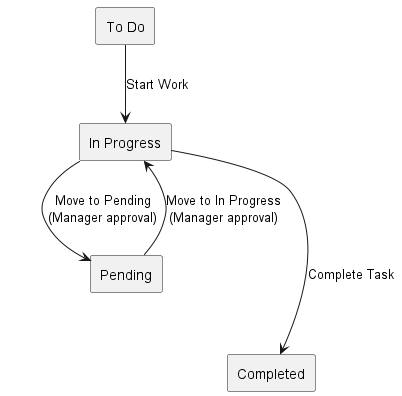 To Do
Start Work
In Progress
Move to Pending
(Manager approval)
Move to In Progress
(Manager approval)
Pending
Complete Task
Completed